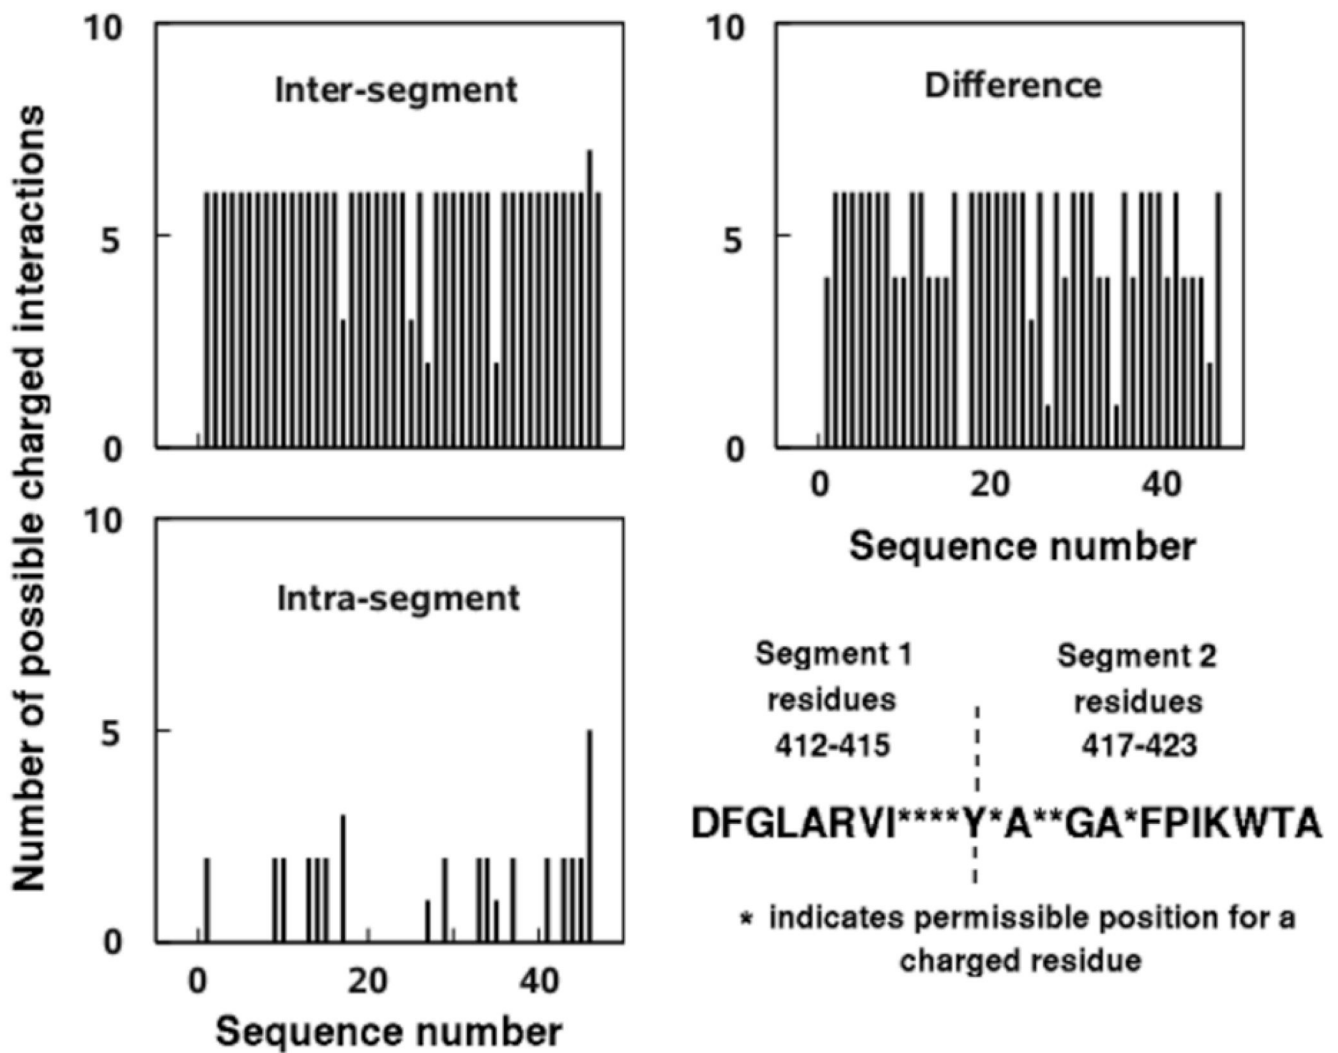 Number of possible charged interactions
10
Inter-segment
5
0
10
Difference
5
0
0 20 40
Sequence number
10
Intra-segment
5
0
0 20 40
Sequence number
Segment 1
residues
412-415
Segment 2
residues
417-423
DFGLARVI****Y*A**GA*FPIKWTA
* indicates permissible position for a
charged residue